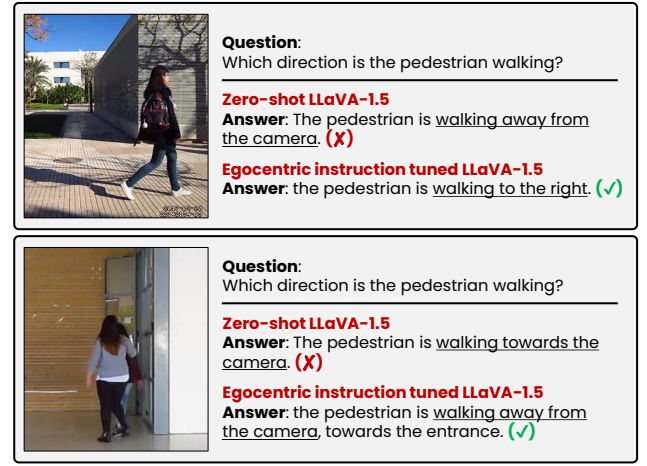 Question:
Which direction is the pedestrian walking?
Zero-shot LLaVA-1.5
Answer: The pedestrian is walking away from
the camera. (✗)
Egocentric instruction tuned LLaVA-1.5
Answer: the pedestrian is walking to the right. (✓)
Question:
Which direction is the pedestrian walking?
Zero-shot LLaVA-1.5
Answer: The pedestrian is walking towards the
camera. (✗)
Egocentric instruction tuned LLaVA-1.5
Answer: the pedestrian is walking away from
the camera, towards the entrance. (✓)